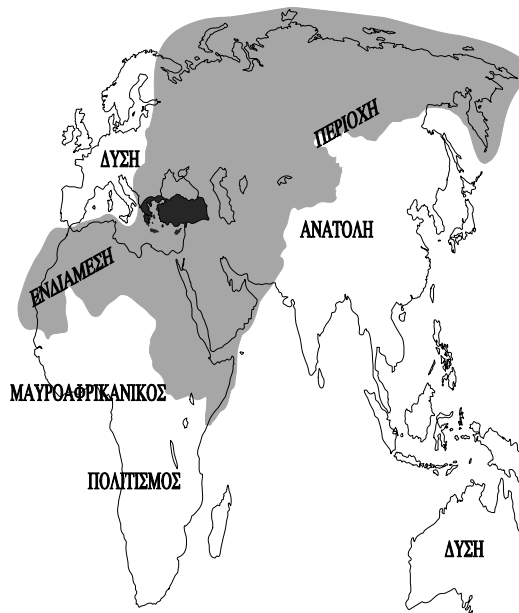 ΠΕΡΙΟΧΗ
ΔΥΣΗ
ΑΝΑΤΟΛΗ
ΕΝΔΙΑΜΕΣΗ
ΜΑΥΡΟΑΦΡΙΚΑΝΙΚΟΣ
ΠΟΛΙΤΙΣΜΟΣ
ΔΥΣΗ